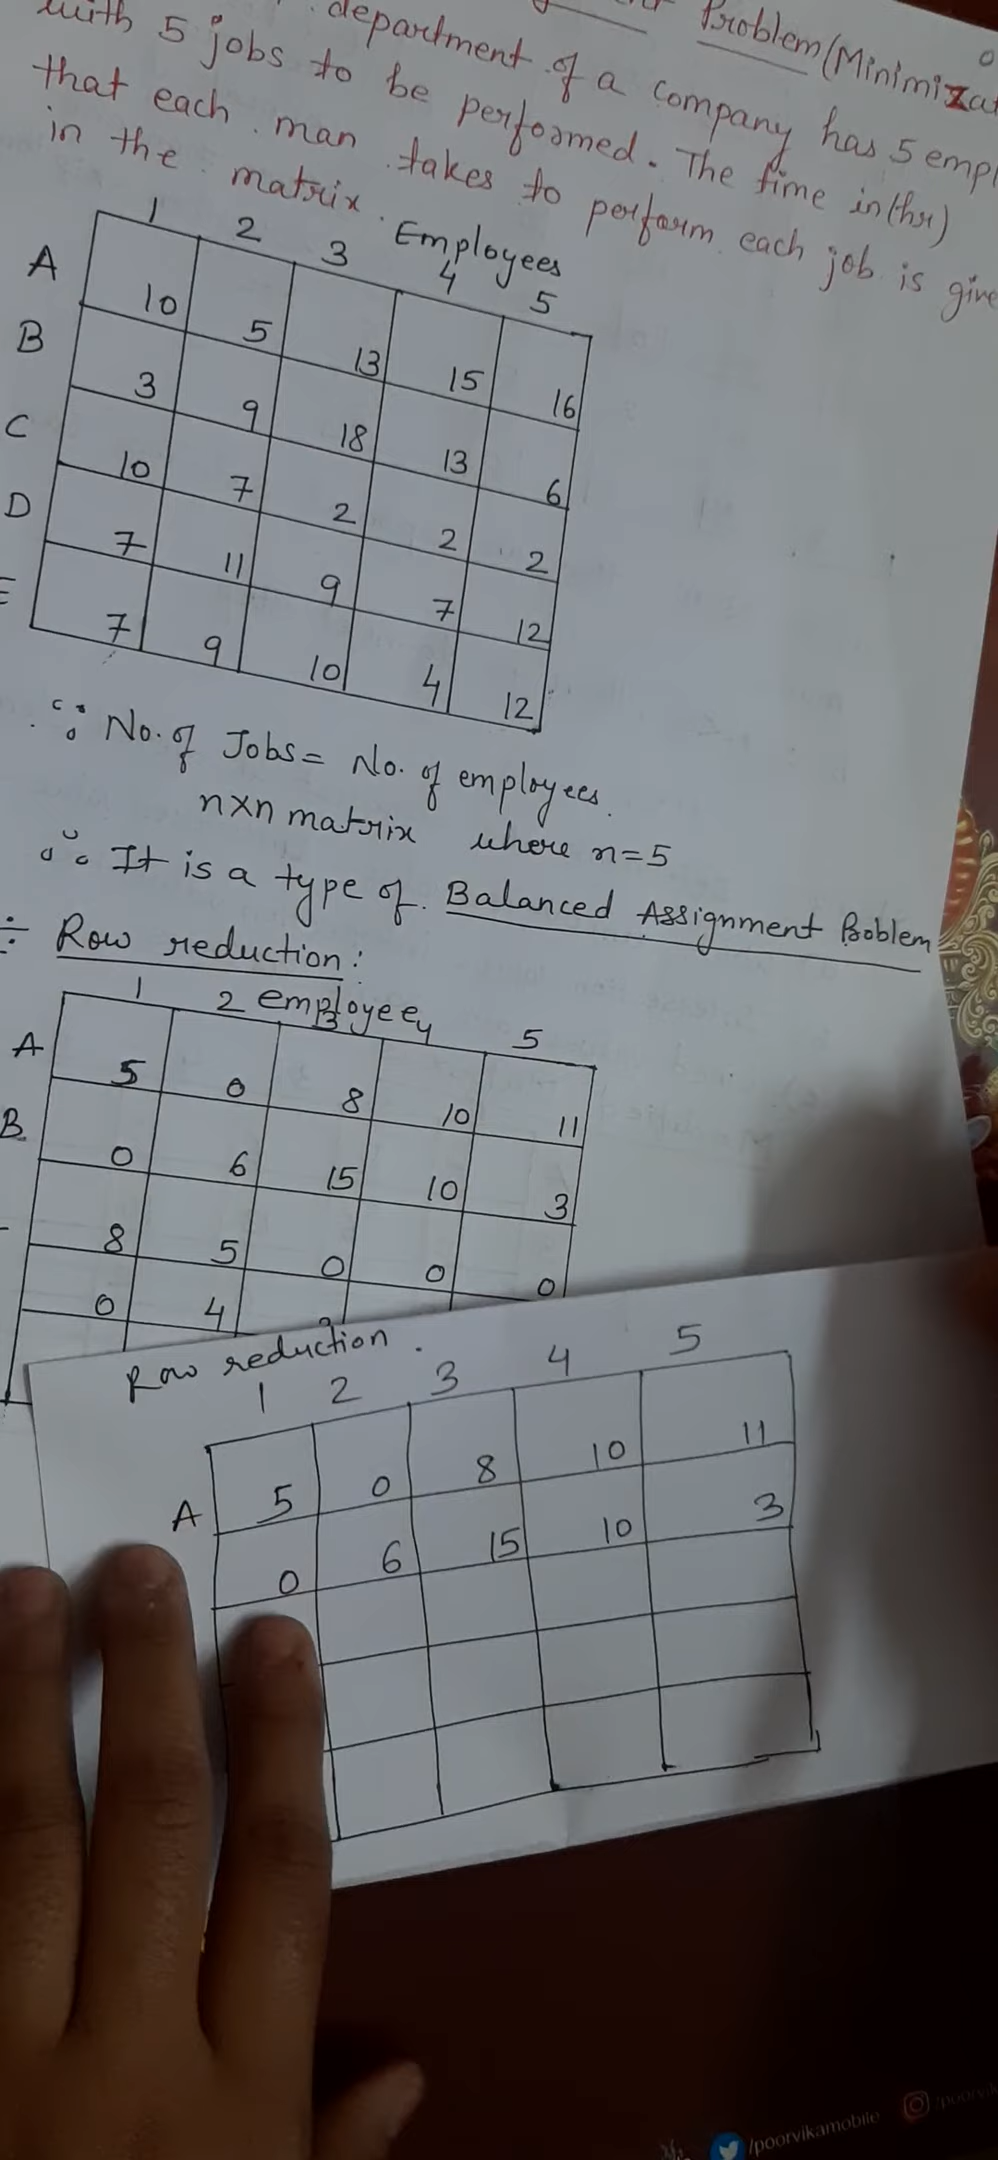 Problem (Minimizat
department of a company has 5 empl
with 5 jobs to be performed. The time in (hr)
that each man takes to perform each job is give
in the matrix.
Employees
1 2 3 4 5
A 10 5 13 15 16
B 3 9 18 13 6
C 10 7 2 2 2
D 7 11 9 7 12
E 7 9 10 4 12
∵ No. of Jobs = No. of employees.
n×n matrix where n=5
∴ It is a type of Balanced Assignment Poblem
÷ Row reduction:
employee
1 2 3 4 5
A 5 0 8 10 11
B 0 6 15 10 3
8 5 0 0 0
0 4
Row reduction.
1 2 3 4 5
A 5 0 8 10 11
0 6 15 10 3
/poorvikamobile
/poorvik